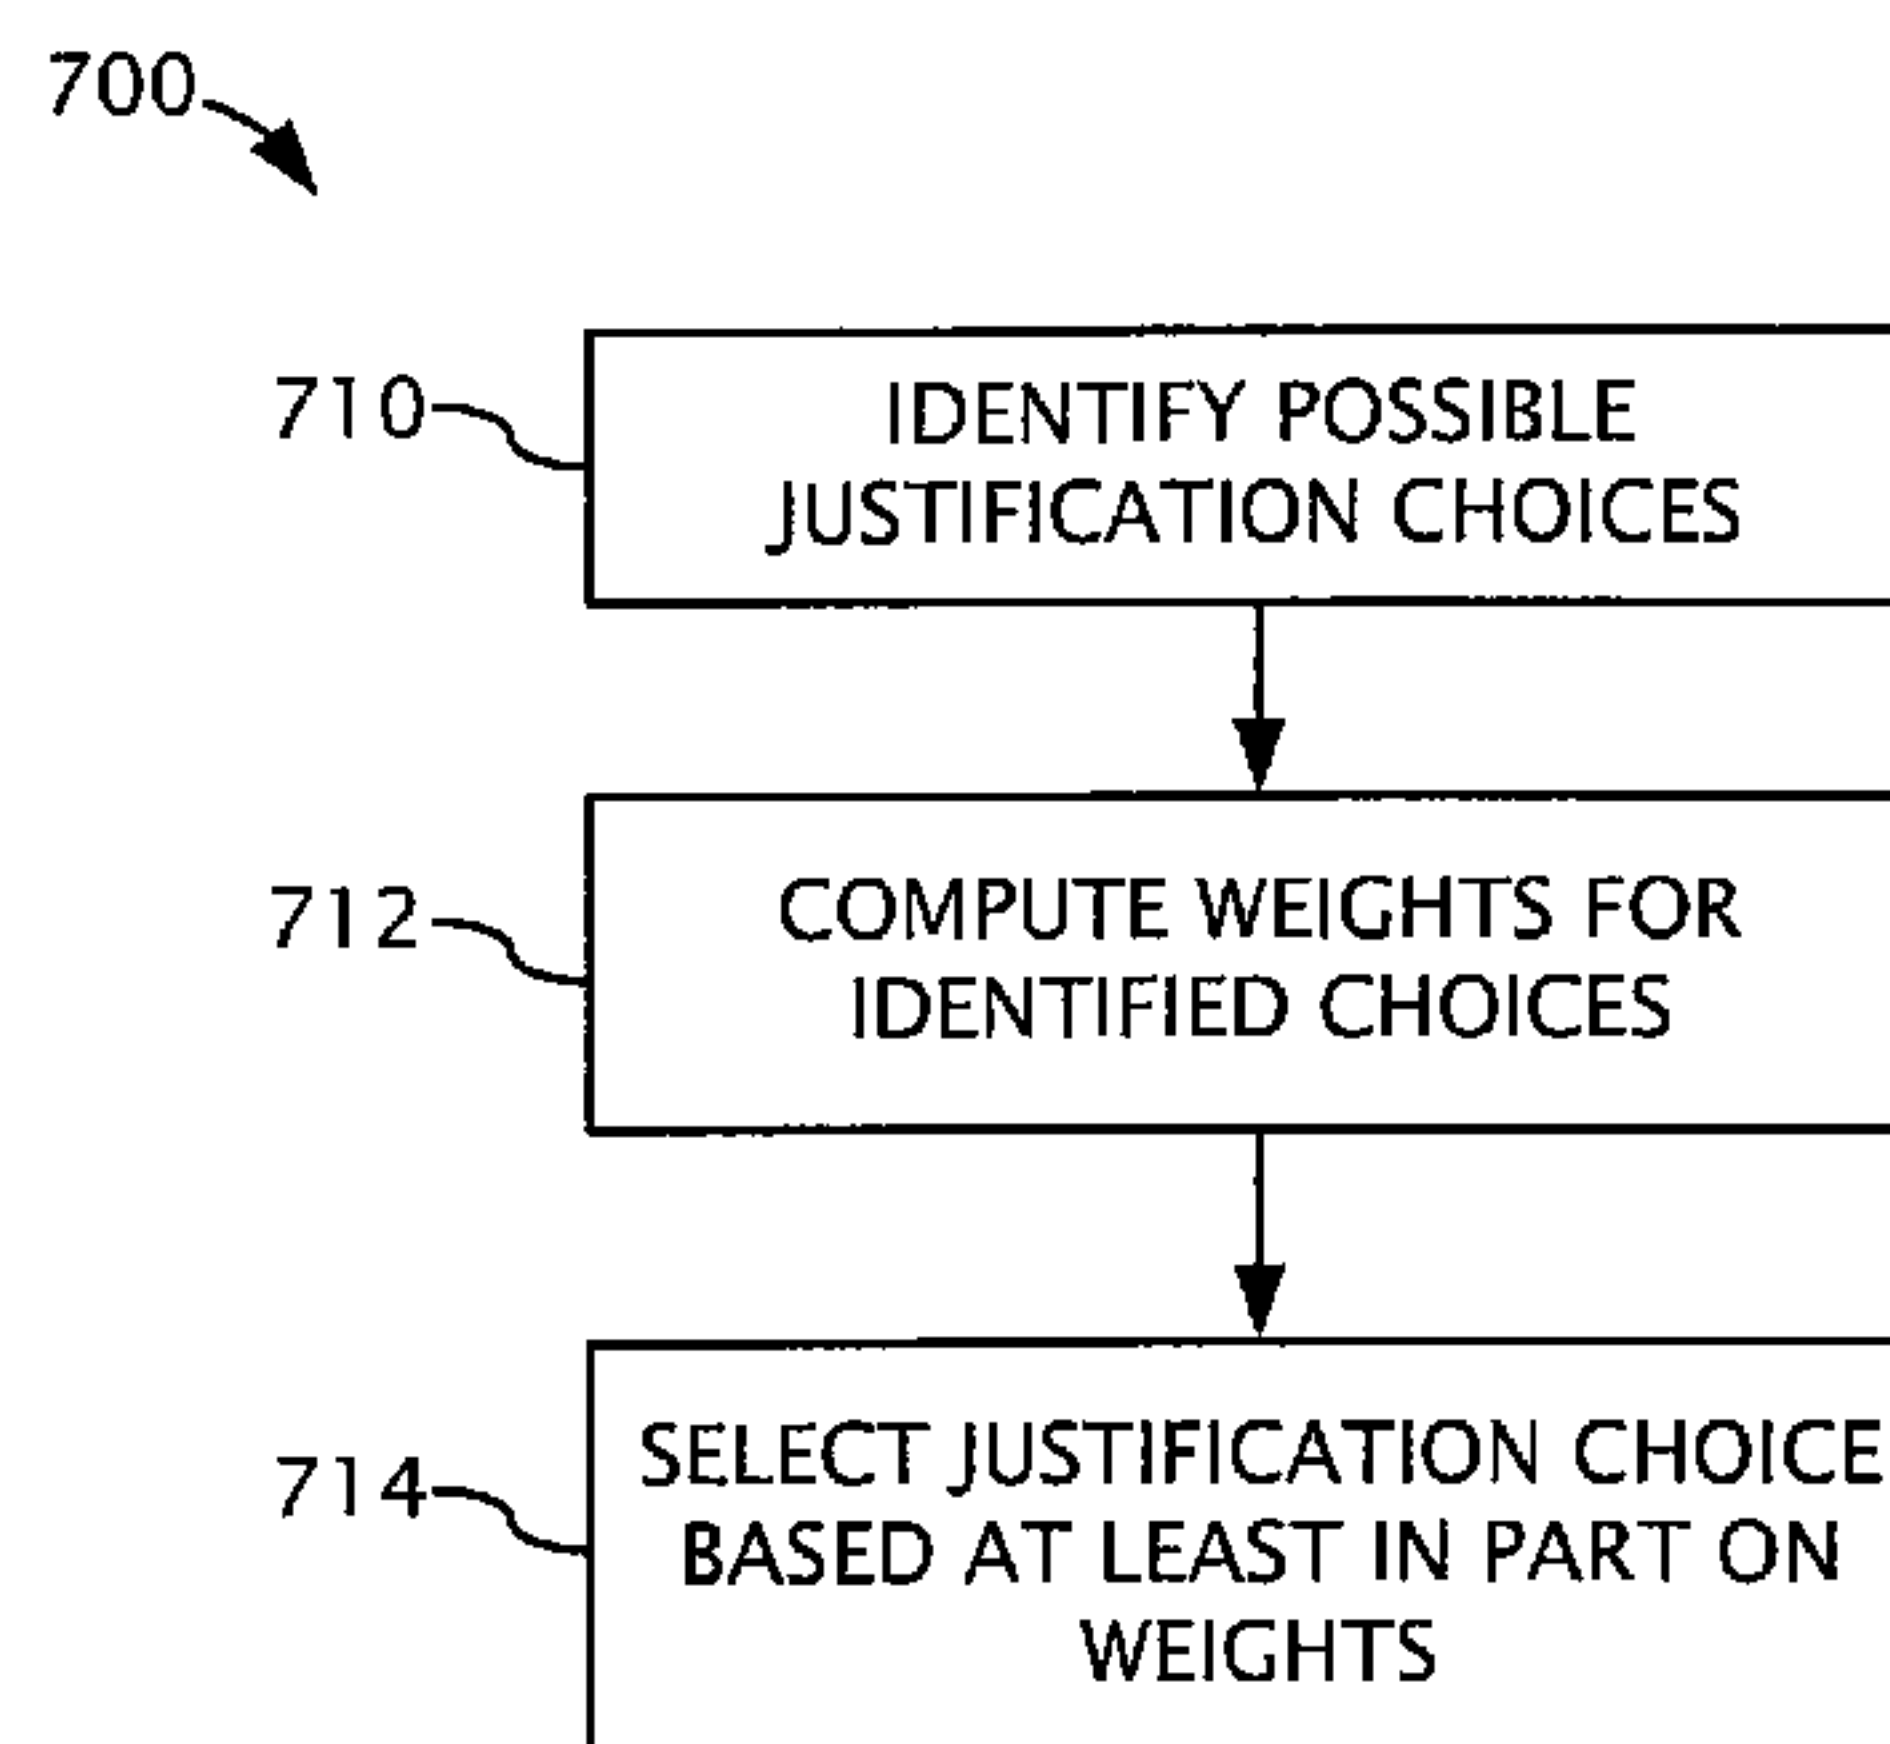 700
710
IDENTIFY POSSIBLE
JUSTIFICATION CHOICES
712
COMPUTE WEIGHTS FOR
IDENTIFIED CHOICES
714
SELECT JUSTIFICATION CHOICE
BASED AT LEAST IN PART ON
WEIGHTS